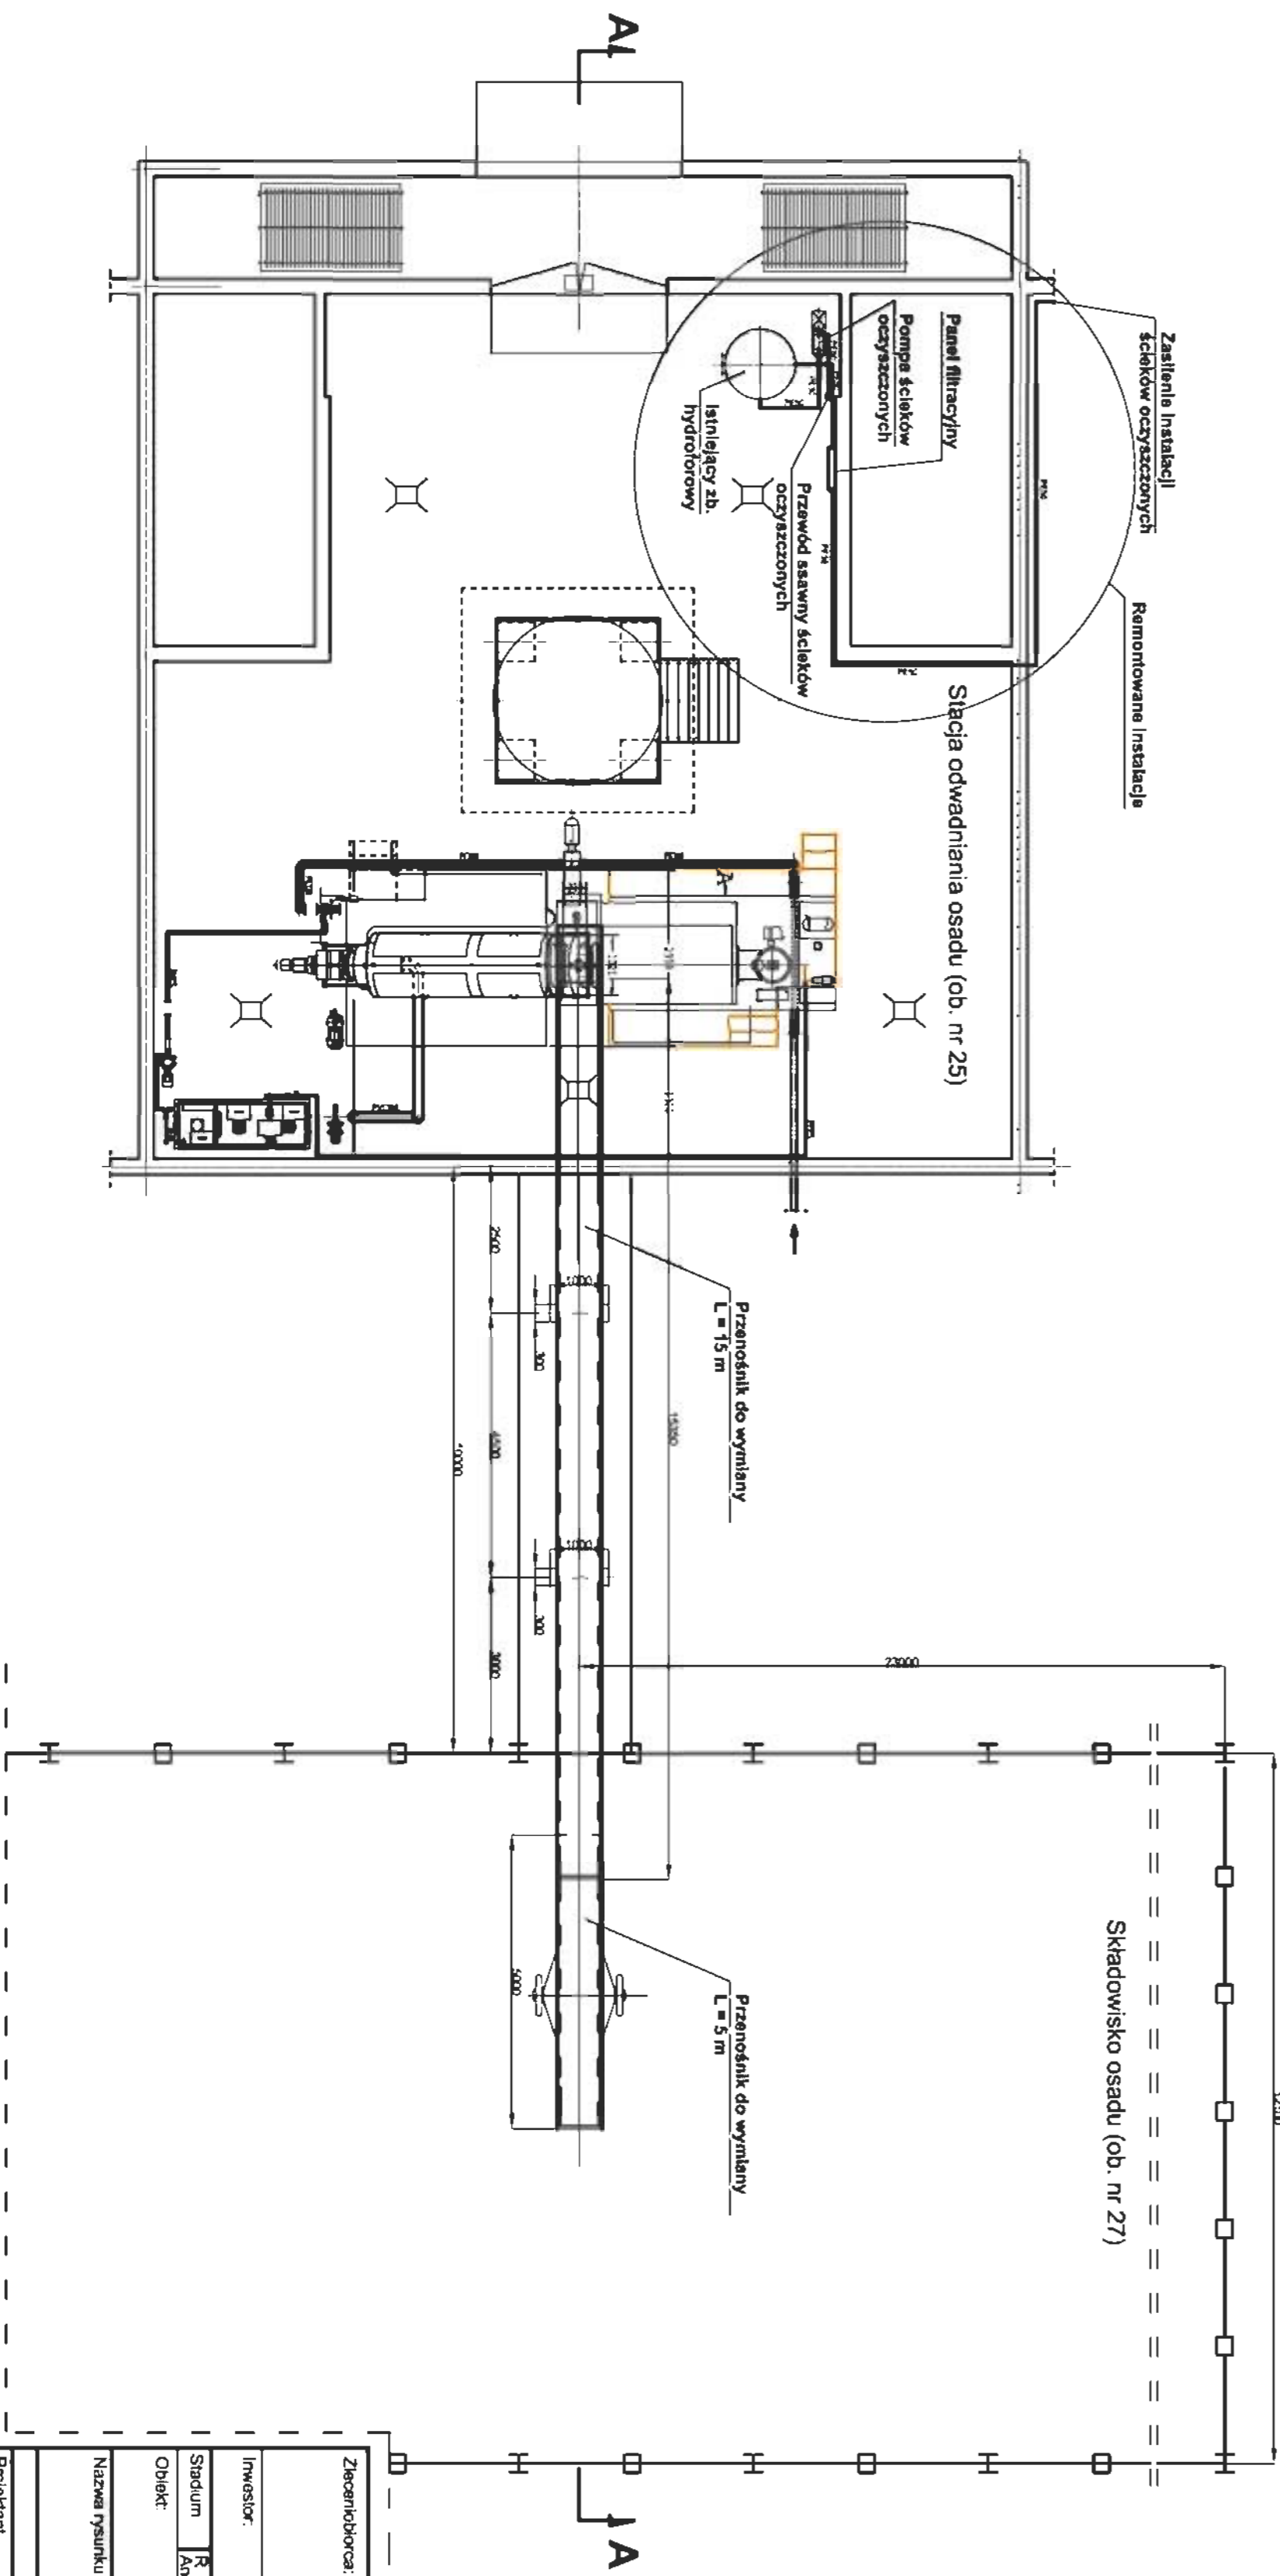 A
A
Zasilenie instalacji
ścieków oczyszczonych
Remontowane instalacje
Panel filtracyjny
Pompa ścieków
oczyszczonych
Przewód ssawny ścieków
oczyszczonych
Istniejący zb.
hydroforowy
Stacja odwadniania osadu (ob. nr 25)
A
Przenośnik do wymiany
L = 15 m
2500
1000
300
4500
10000
1000
300
3000
23000
Przenośnik do wymiany
L = 5 m
5000
Składowisko osadu (ob. nr 27)
Zleceniobiorca:
Inwestor:
Stadium
Obiekt:
Nazwa rysunku
Projektant